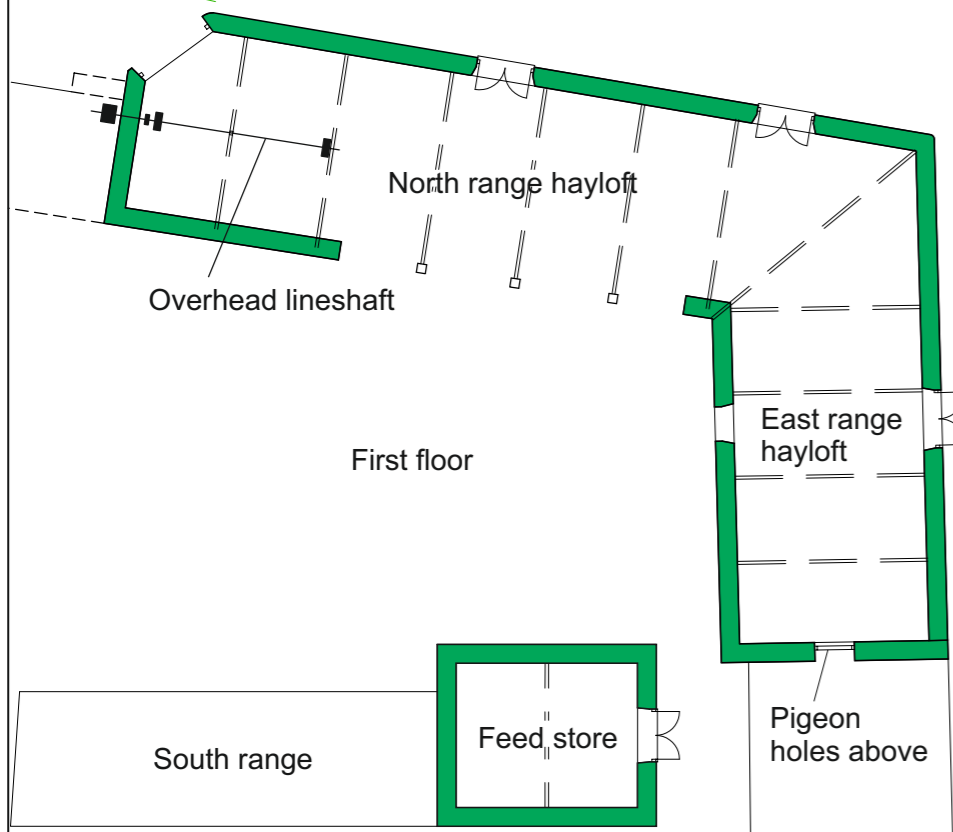 North range hayloft
Overhead lineshaft
East range
hayloft
First floor
Pigeon
holes above
Feed store
South range